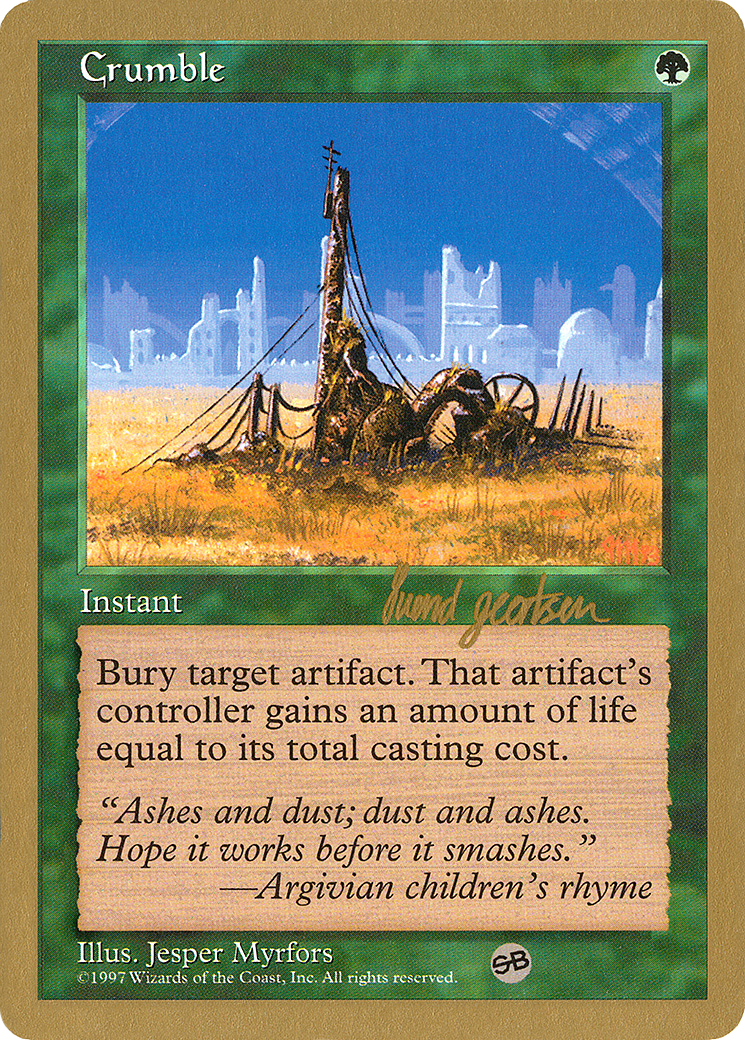 Crumble
Instant
Svend Geertsen
Bury target artifact. That artifact's
controller gains an amount of life
equal to its total casting cost.
“Ashes and dust; dust and ashes.
Hope it works before it smashes.”
—Argivian children's rhyme
Illus. Jesper Myrfors
©1997 Wizards of the Coast, Inc. All rights reserved.
SB